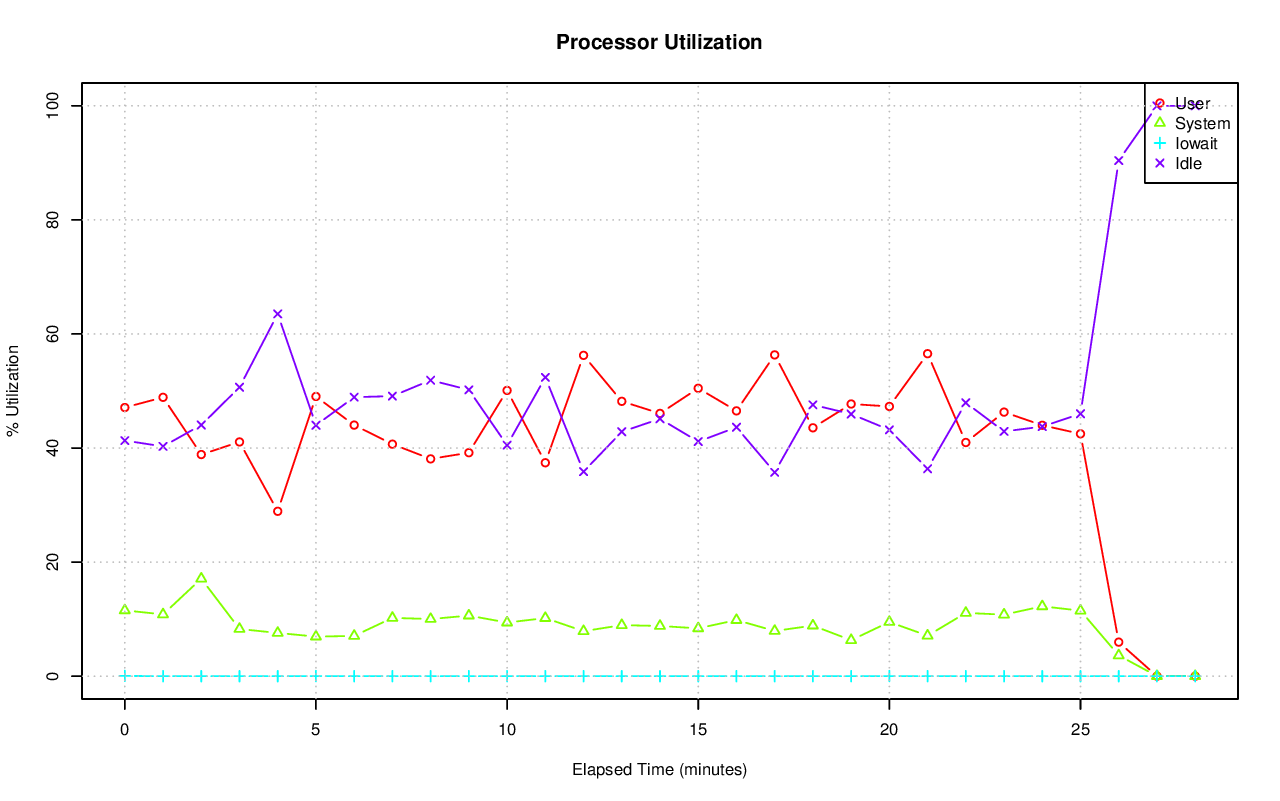 Processor Utilization
% Utilization
100
80
60
40
20
0
User
System
Iowait
Idle
0 5 10 15 20 25
Elapsed Time (minutes)